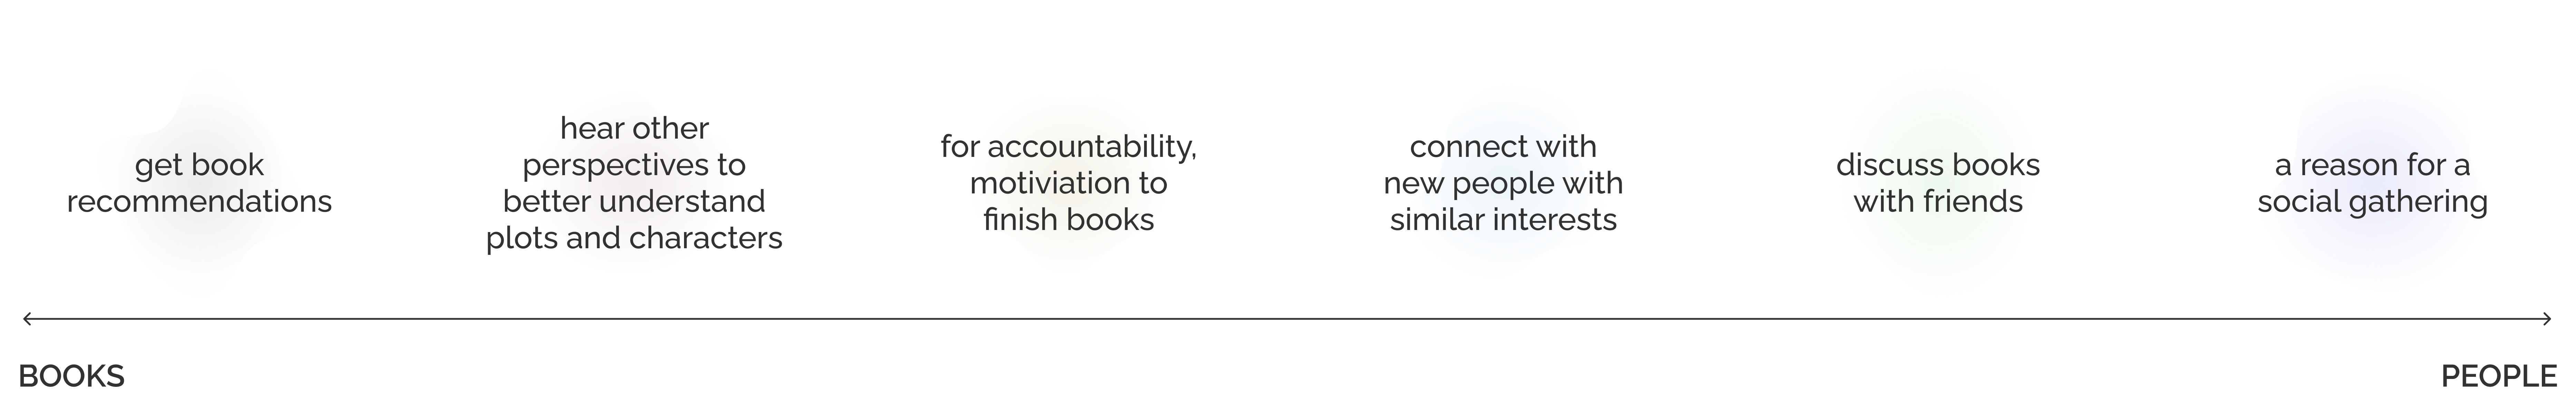 get book
recommendations
hear other
perspectives to
better understand
plots and characters
for accountability,
motiviation to
finish books
connect with
new people with
similar interests
discuss books
with friends
a reason for a
social gathering
BOOKS
PEOPLE